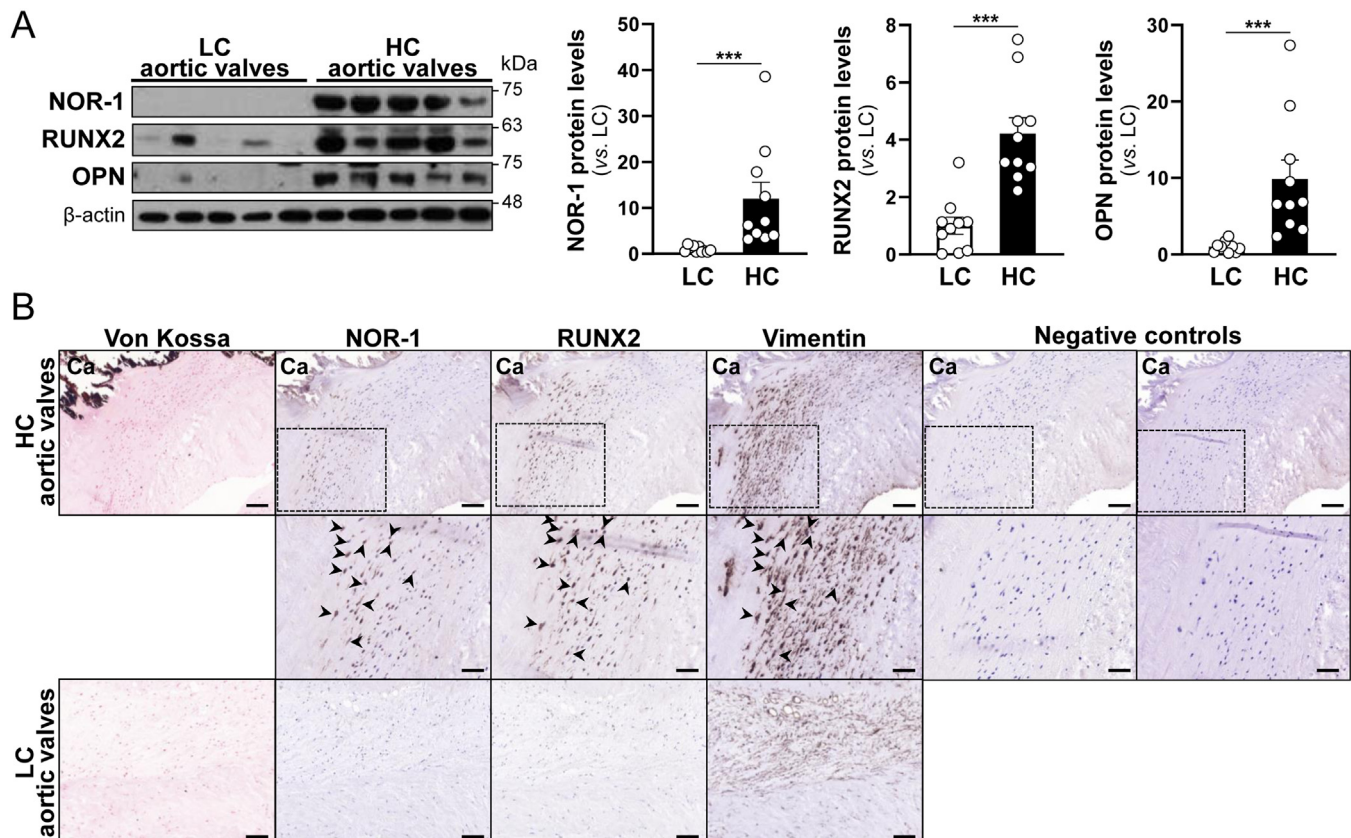 A
LC
aortic valves
HC
aortic valves
kDa
NOR-1
RUNX2
OPN
β-actin
75
63
75
48
NOR-1 protein levels
(vs. LC)
50
40
30
20
10
0
***
LC
HC
RUNX2 protein levels
(vs. LC)
8
6
4
2
0
***
LC
HC
OPN protein levels
(vs. LC)
30
20
10
0
***
LC
HC
B
Von Kossa
NOR-1
RUNX2
Vimentin
Negative controls
HC
aortic valves
Ca
Ca
Ca
Ca
Ca
Ca
LC
aortic valves